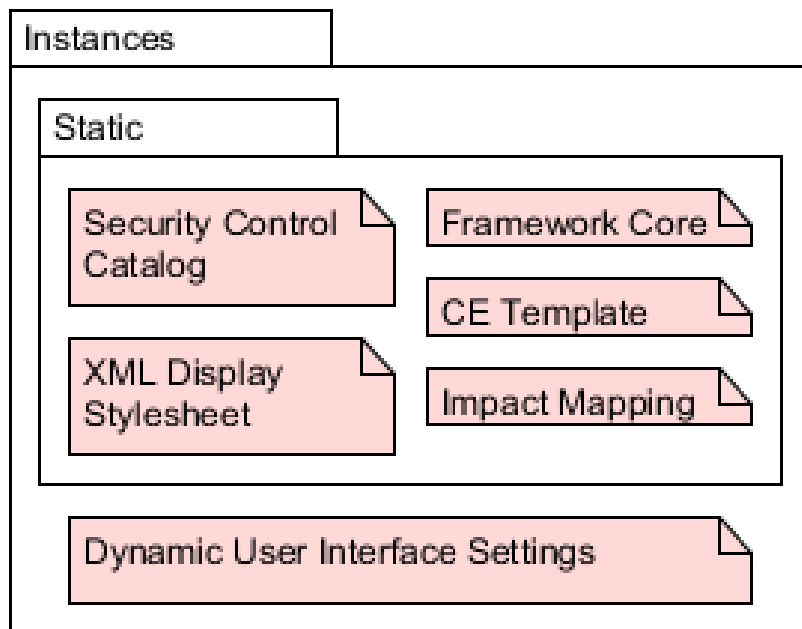 Instances
Static
Security Control
Catalog
Framework Core
CE Template
XML Display
Stylesheet
Impact Mapping
Dynamic User Interface Settings